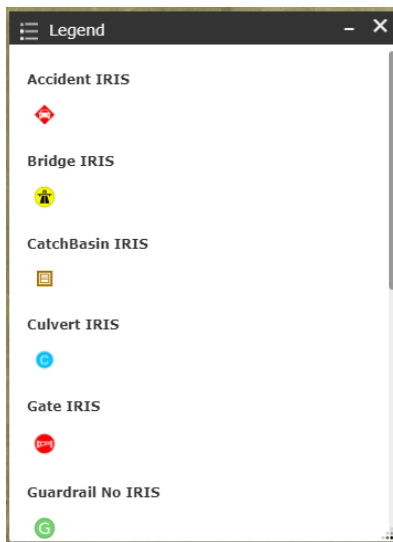 Legend
Accident IRIS
Bridge IRIS
CatchBasin IRIS
Culvert IRIS
C
Gate IRIS
Guardrail No IRIS
G